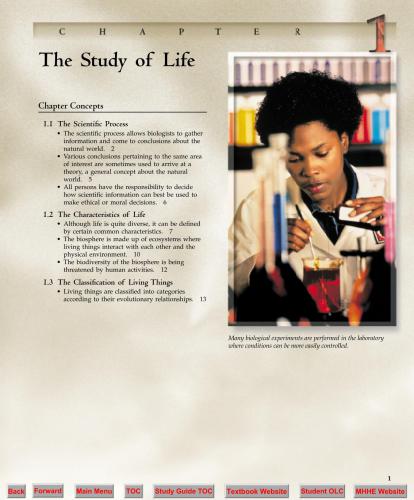 CHAPTER 1
The Study of Life
Chapter Concepts
1.1 The Scientific Process
• The scientific process allows biologists to gather
information and come to conclusions about the
natural world. 2
• Various conclusions pertaining to the same area
of interest are sometimes used to arrive at a
theory, a general concept about the natural
world. 5
• All persons have the responsibility to decide
how scientific information can best be used to
make ethical or moral decisions. 6
1.2 The Characteristics of Life
• Although life is quite diverse, it can be defined
by certain common characteristics. 7
• The biosphere is made up of ecosystems where
living things interact with each other and the
physical environment. 10
• The biodiversity of the biosphere is being
threatened by human activities. 12
1.3 The Classification of Living Things
• Living things are classified into categories
according to their evolutionary relationships. 13
Many biological experiments are performed in the laboratory
where conditions can be more easily controlled.
1
Back Forward Main Menu TOC Study Guide TOC Textbook Website Student OLC MHHE Website